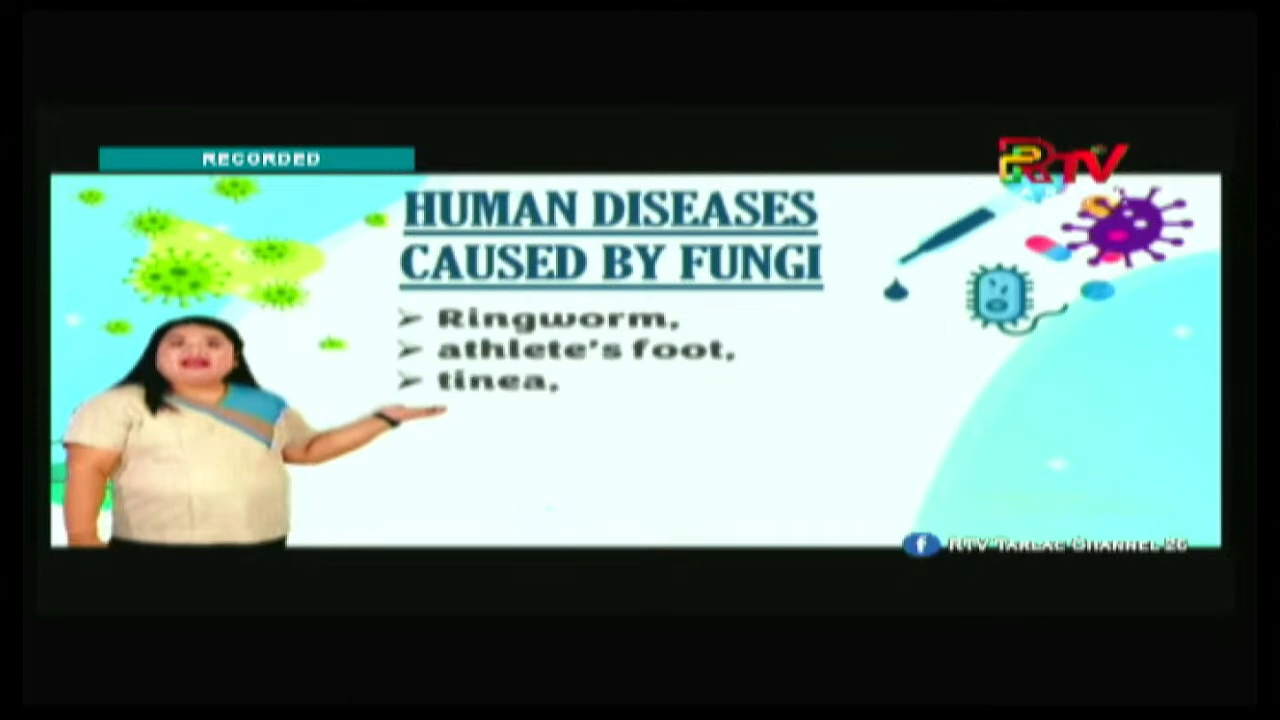 RECORDED
RTV
HUMAN DISEASES
CAUSED BY FUNGI
➢ Ringworm,
➢ athlete's foot,
➢ tinea,
RTV TARLAC CHANNEL 26